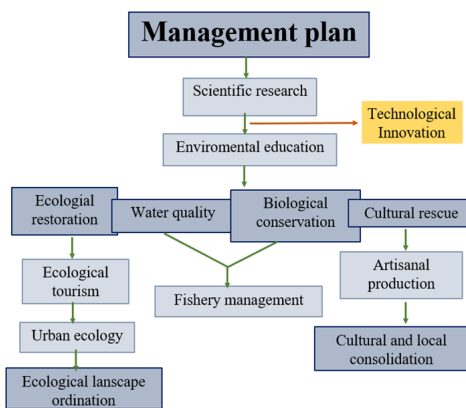 Management plan
Scientific research
Technological
Innovation
Enviromental education
Ecologial
restoration
Water quality
Biological
conservation
Cultural rescue
Ecological
tourism
Fishery management
Artisanal
production
Urban ecology
Cultural and local
consolidation
Ecological lanscape
ordination